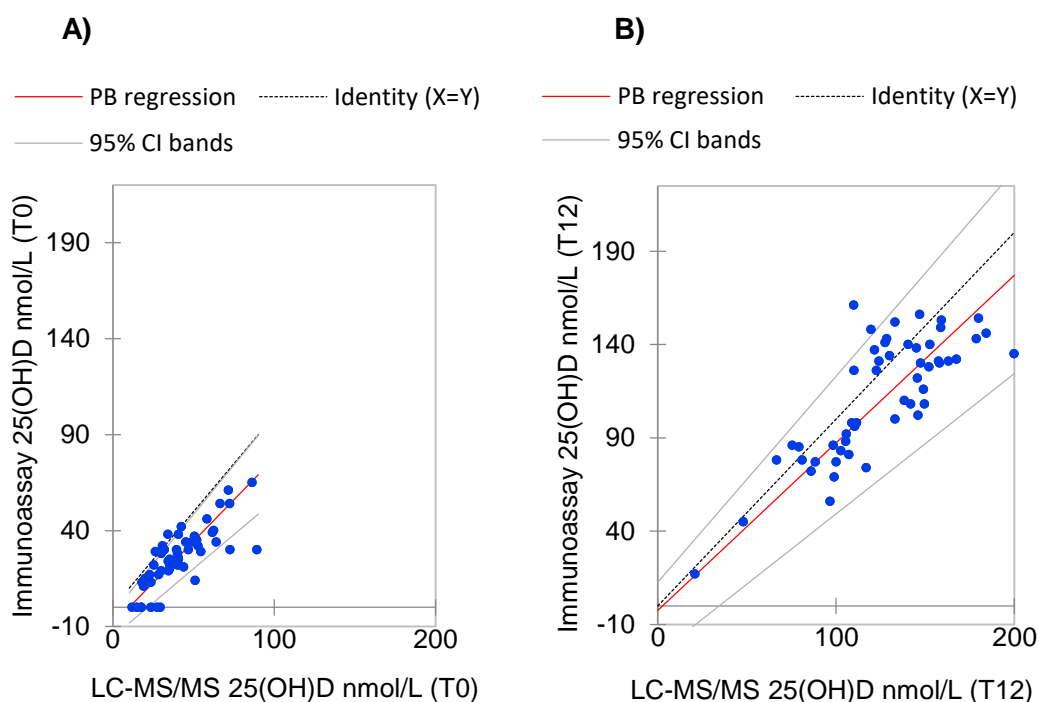 A)
PB regression
Identity (X=Y)
95% CI bands
Immunoassay 25(OH)D nmol/L (T0)
190
140
90
40
-10
0
100
200
LC-MS/MS 25(OH)D nmol/L (T0)
B)
PB regression
Identity (X=Y)
95% CI bands
Immunoassay 25(OH)D nmol/L (T12)
190
140
90
40
-10
0
100
200
LC-MS/MS 25(OH)D nmol/L (T12)